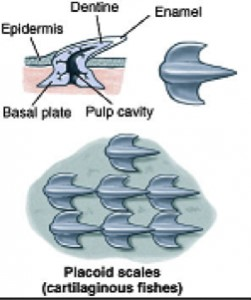 Dentine
Enamel
Epidermis
Basal plate
Pulp cavity
Placoid scales
(cartilaginous fishes)